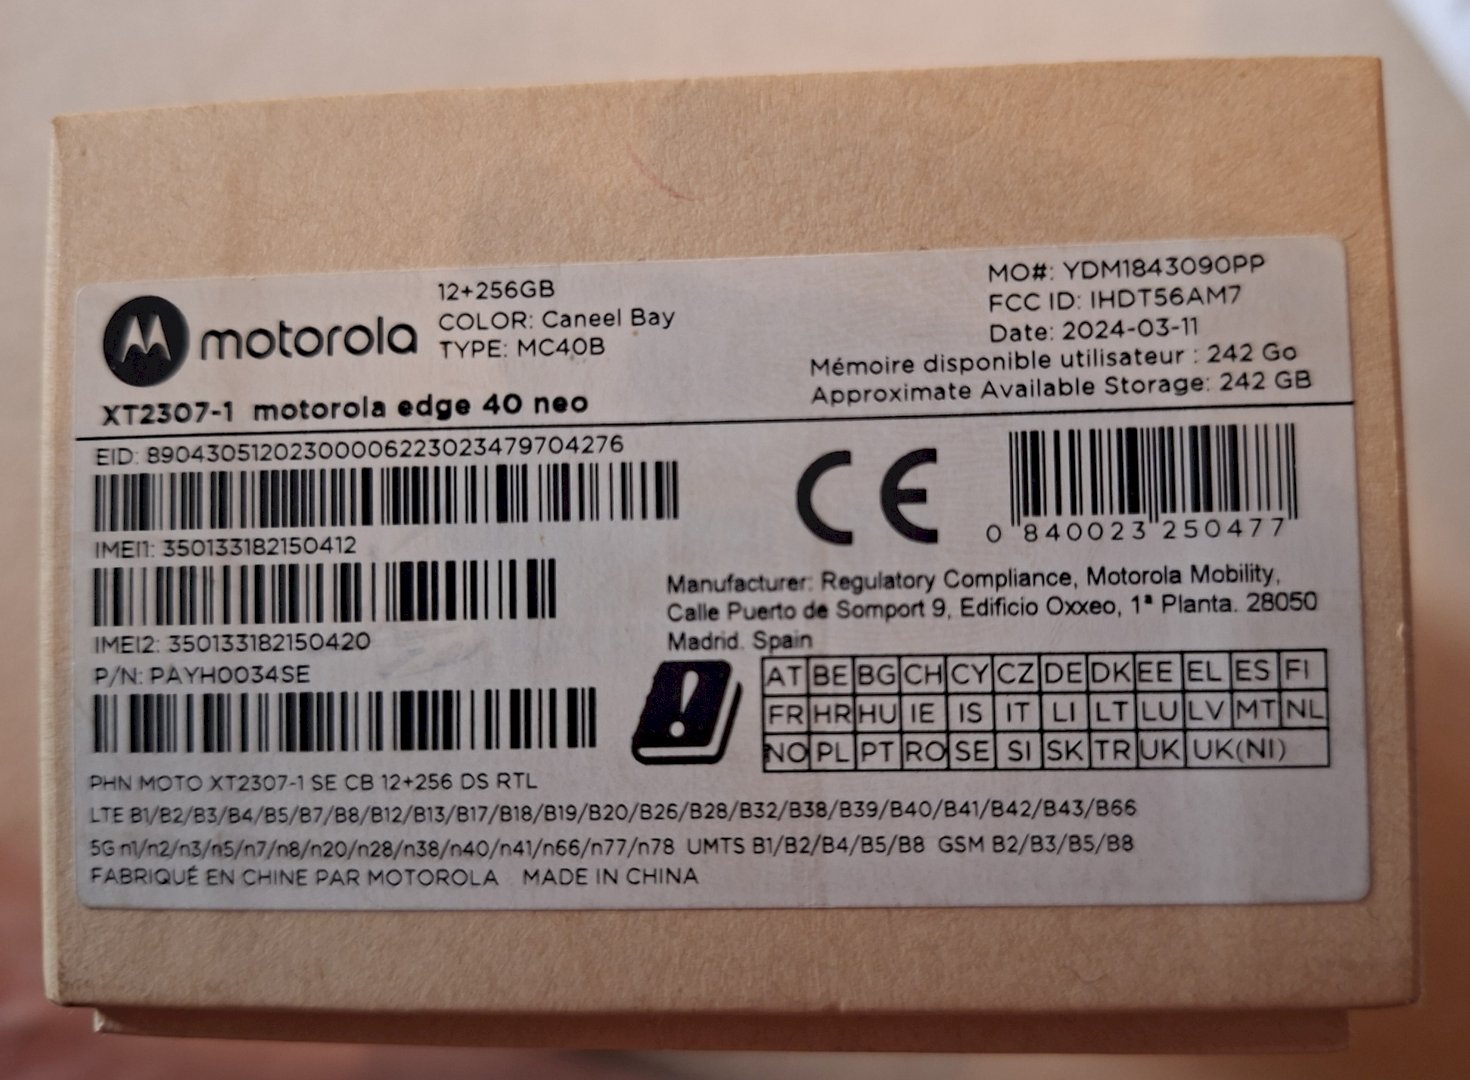 motorola
12+256GB
COLOR: Caneel Bay
TYPE: MC40B
XT2307-1 motorola edge 40 neo
MO#: YDM1843090PP
FCC ID: IHDT56AM7
Date: 2024-03-11
Mémoire disponible utilisateur : 242 Go
Approximate Available Storage: 242 GB
EID: 89043051202300006223023479704276
IMEI1: 350133182150412
IMEI2: 350133182150420
P/N: PAYH0034SE
PHN MOTO XT2307-1 SE CB 12+256 DS RTL
CE
0 840023 250477
Manufacturer: Regulatory Compliance, Motorola Mobility,
Calle Puerto de Somport 9, Edificio Oxxeo, 1ª Planta. 28050
Madrid. Spain
AT BE BG CH CY CZ DE DK EE EL ES FI
FR HR HU IE IS IT LI LT LU LV MT NL
NO PL PT RO SE SI SK TR UK UK(NI)
LTE B1/B2/B3/B4/B5/B7/B8/B12/B13/B17/B18/B19/B20/B26/B28/B32/B38/B39/B40/B41/B42/B43/B66
5G n1/n2/n3/n5/n7/n8/n20/n28/n38/n40/n41/n66/n77/n78 UMTS B1/B2/B4/B5/B8 GSM B2/B3/B5/B8
FABRIQUÉ EN CHINE PAR MOTOROLA MADE IN CHINA